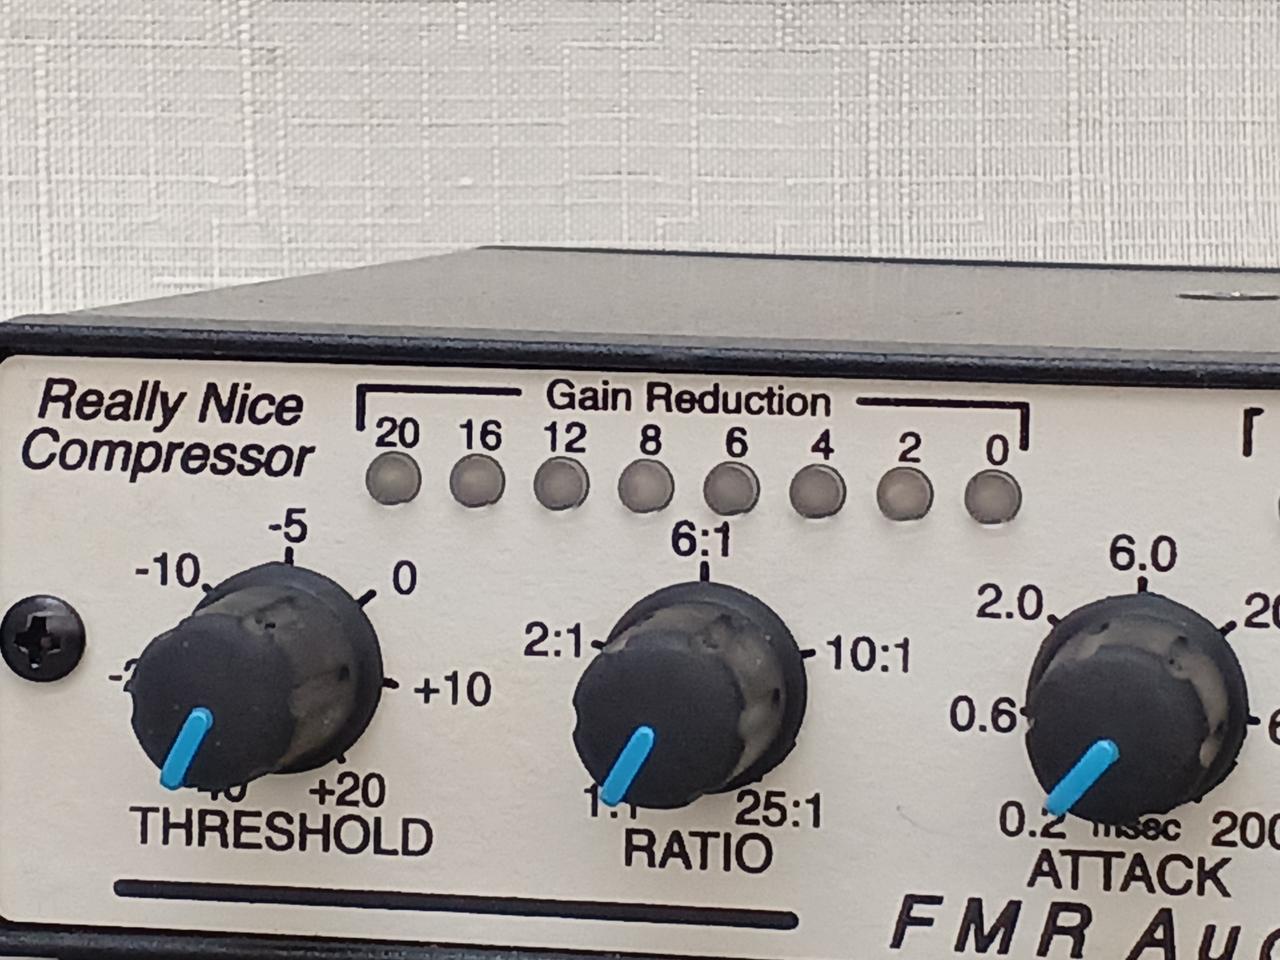 Really Nice
Compressor
Gain Reduction
20 16 12 8 6 4 2 0
-5
-10
0
+10
+20
THRESHOLD
6:1
2:1
10:1
25:1
RATIO
6.0
2.0
0.6
0.2
msec
ATTACK
FMR